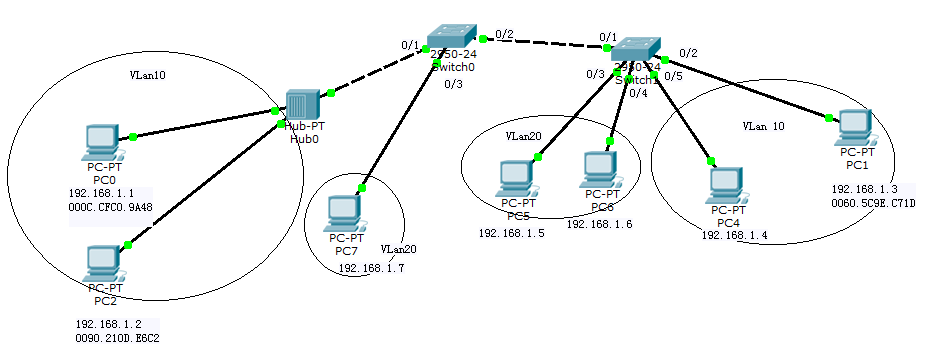 VLan10
PC-PT
PC0
192.168.1.1
000C.CFC0.9A48
PC-PT
PC2
192.168.1.2
0090.210D.E6C2
Hub-PT
Hub0
0/1
2950-24
Switch0
0/2
0/3
PC-PT
PC7
VLan20
192.168.1.7
0/1
2950-24
0/2
0/3
0/4
0/5
VLan20
PC-PT
PC5
192.168.1.5
PC-PT
PC6
192.168.1.6
VLan 10
PC-PT
PC4
192.168.1.4
PC-PT
PC1
192.168.1.3
0060.5C9E.C71D